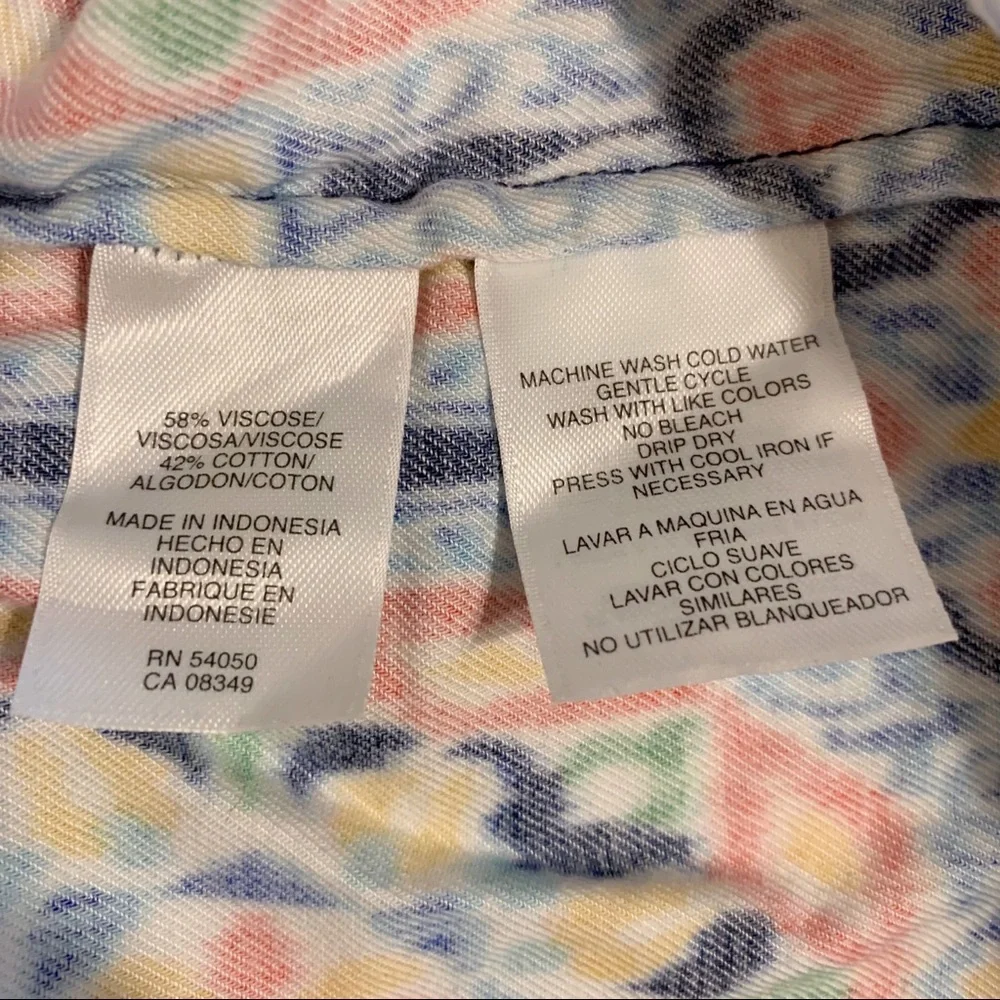 58% VISCOSE/
VISCOSA/VISCOSE
42% COTTON/
ALGODON/COTON
MADE IN INDONESIA
HECHO EN
INDONESIA
FABRIQUE EN
INDONESIE
RN 54050
CA 08349
MACHINE WASH COLD WATER
GENTLE CYCLE
WASH WITH LIKE COLORS
NO BLEACH
DRIP DRY
PRESS WITH COOL IRON IF
NECESSARY
LAVAR A MAQUINA EN AGUA
FRIA
CICLO SUAVE
LAVAR CON COLORES
SIMILARES
NO UTILIZAR BLANQUEADOR